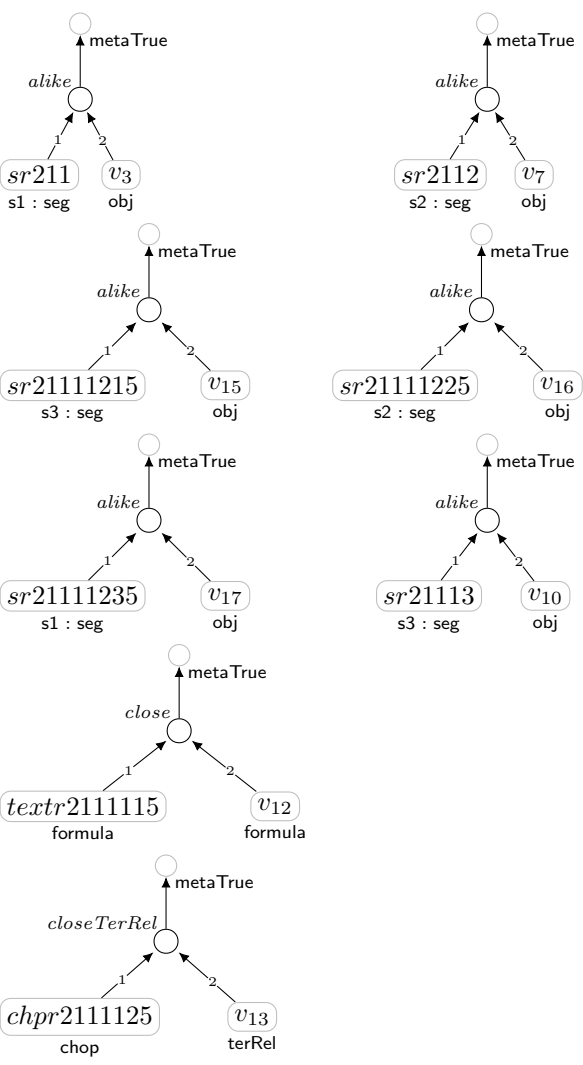 metaTrue
alike
1 2
sr211 v3
s1 : seg obj
metaTrue
alike
1 2
sr2112 v7
s2 : seg obj
metaTrue
alike
1 2
sr21111215 v15
s3 : seg obj
metaTrue
alike
1 2
sr21111225 v16
s2 : seg obj
metaTrue
alike
1 2
sr21111235 v17
s1 : seg obj
metaTrue
alike
1 2
sr21113 v10
s3 : seg obj
metaTrue
close
1 2
textr2111115 v12
formula formula
metaTrue
closeTerRel
1 2
chpr2111125 v13
chop terRel